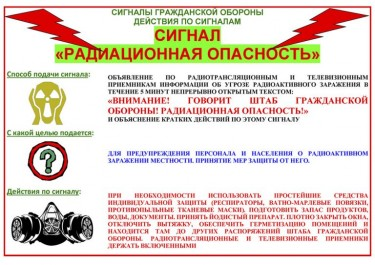 СИГНАЛЫ ГРАЖДАНСКОЙ ОБОРОНЫ
ДЕЙСТВИЯ ПО СИГНАЛАМ
СИГНАЛ
«РАДИАЦИОННАЯ ОПАСНОСТЬ»
Способ подачи сигнала:
ОБЪЯВЛЕНИЕ ПО РАДИОТРАНСЛЯЦИОННЫМ И ТЕЛЕВИЗИОННЫМ
ПРИЕМНИКАМ ИНФОРМАЦИИ ОБ УГРОЗЕ РАДИОАКТИВНОГО ЗАРАЖЕНИЯ В
ТЕЧЕНИЕ 5 МИНУТ НЕПРЕРЫВНО ОТКРЫТЫМ ТЕКСТОМ:
«ВНИМАНИЕ! ГОВОРИТ ШТАБ ГРАЖДАНСКОЙ
ОБОРОНЫ! РАДИАЦИОННАЯ ОПАСНОСТЬ!»
И ОБЪЯСНЕНИЕ КРАТКИХ ДЕЙСТВИЙ ПО ЭТОМУ СИГНАЛУ
С какой целью подается:
?
ДЛЯ ПРЕДУПРЕЖДЕНИЯ ПЕРСОНАЛА И НАСЕЛЕНИЯ О РАДИОАКТИВНОМ
ЗАРАЖЕНИИ МЕСТНОСТИ. ПРИНЯТИЕ МЕР ЗАЩИТЫ ОТ НЕГО.
Действия по сигналу:
ПРИ НЕОБХОДИМОСТИ ИСПОЛЬЗОВАТЬ ПРОСТЕЙШИЕ СРЕДСТВА
ИНДИВИДУАЛЬНОЙ ЗАЩИТЫ (РЕСПИРАТОРЫ, ВАТНО-МАРЛЕВЫЕ ПОВЯЗКИ,
ПРОТИВОПЫЛЬНЫЕ ТКАНЕВЫЕ МАСКИ), ПОДГОТОВИТЬ ЗАПАС ПРОДУКТОВ,
ВОДЫ, ДОКУМЕНТЫ, ПРИНЯТЬ ЙОДИСТЫЙ ПРЕПАРАТ. ПЛОТНО ЗАКРЫТЬ ОКНА,
ОТКЛЮЧИТЬ ВЫТЯЖКУ, ОБЕСПЕЧИТЬ ГЕРМЕТИЗАЦИЮ ПОМЕЩЕНИЙ И
НАХОДИТСЯ ТАМ ДО ДРУГИХ РАСПОРЯЖЕНИЙ ШТАБА ГРАЖДАНСКОЙ
ОБОРОНЫ. РАДИОТРАНСЛЯЦИОННЫЕ И ТЕЛЕВИЗИОННЫЕ ПРИЕМНИКИ
ДЕРЖАТЬ ВКЛЮЧЕННЫМИ